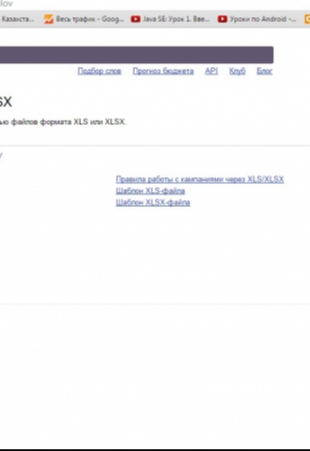 lov
Казахста... Весь трафик - Goog... Java SE: Урок 1. Вве... Уроки по Android - ...
Подбор слов Прогноз бюджета API Клуб Блог
SX
ью файлов формата XLS или XLSX
Правила работы с кампаниями через XLS/XLSX
Шаблон XLS-файла
Шаблон XLSX-файла